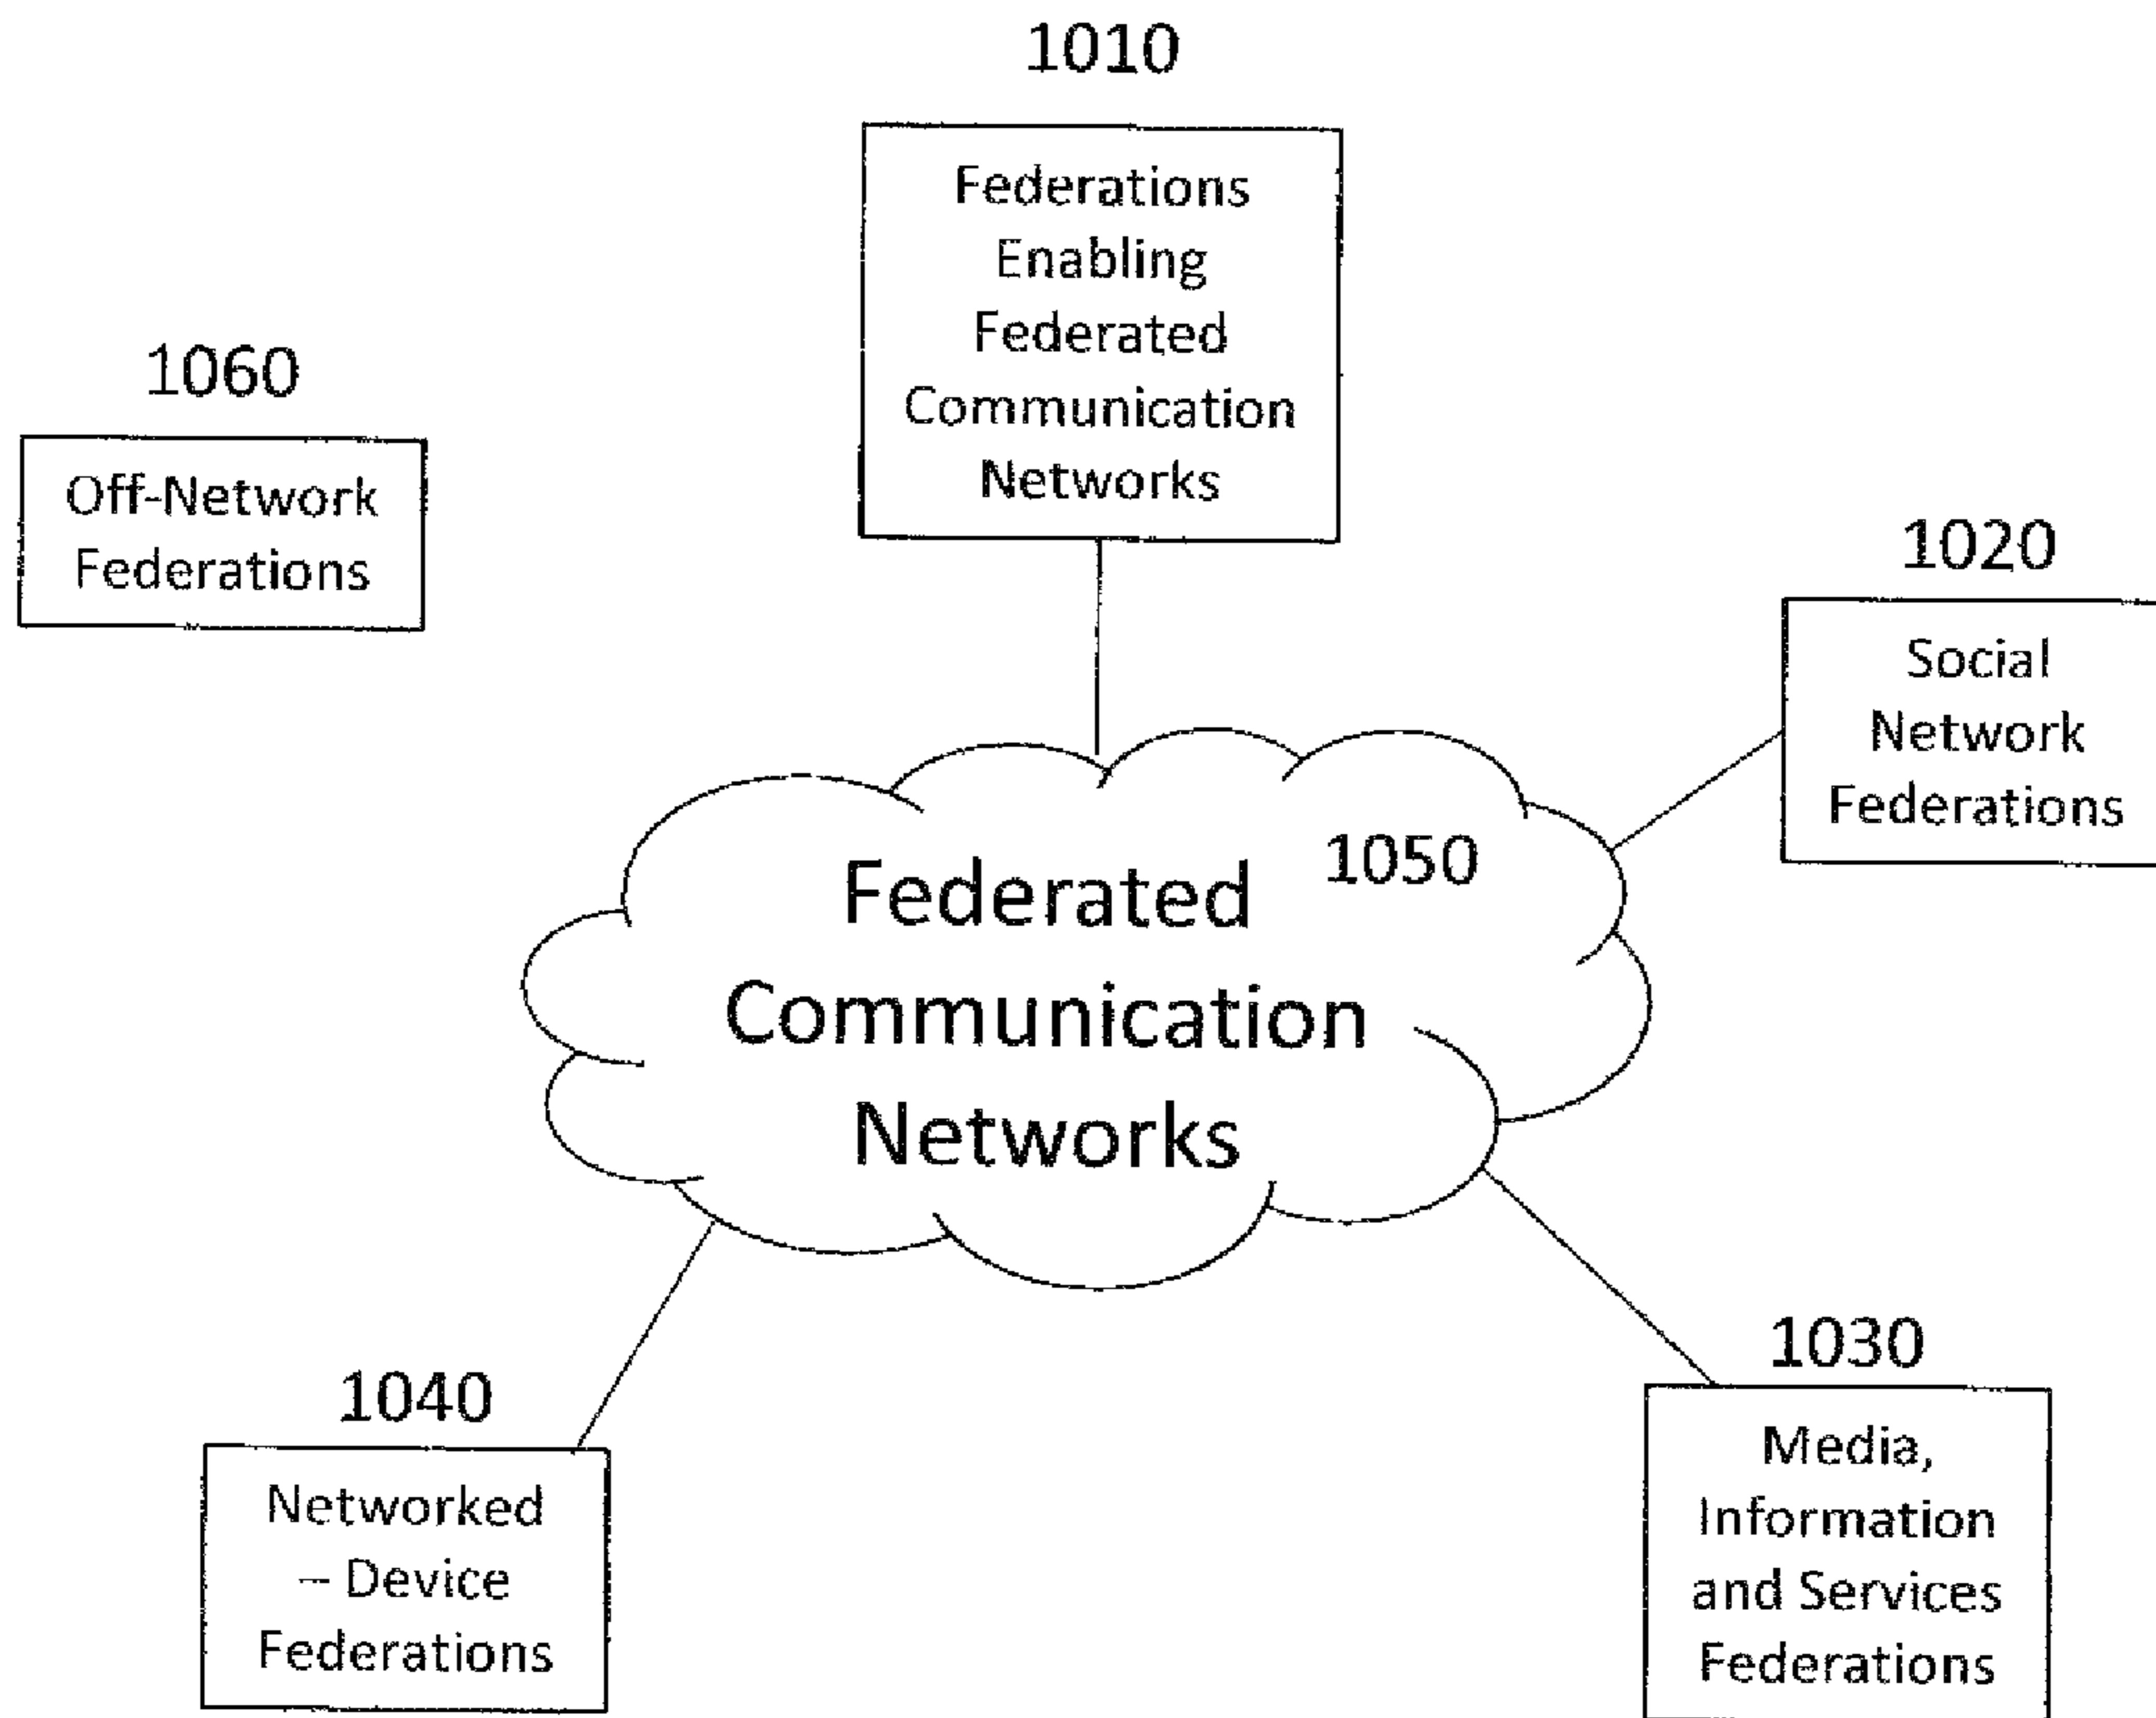 1010
Federations
Enabling
Federated
Communication
Networks
1060
Off-Network
Federations
1020
Social
Network
Federations
1050
Federated
Communication
Networks
1040
Networked
– Device
Federations
1030
Media,
Information
and Services
Federations